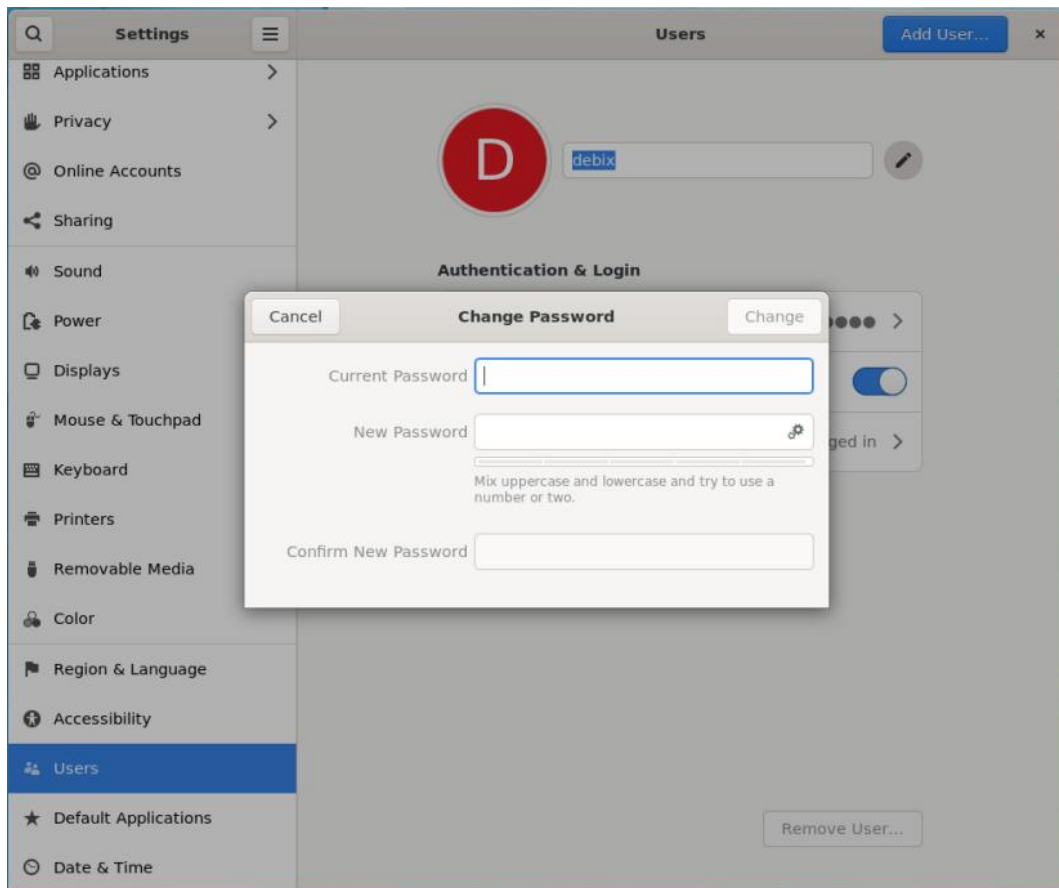 Settings
Users
Add User...
×
Applications
Privacy
Online Accounts
Sharing
Sound
Power
Displays
Mouse & Touchpad
Keyboard
Printers
Removable Media
Color
Region & Language
Accessibility
Users
Default Applications
Date & Time
D
debix
Authentication & Login
ged in
Cancel
Change Password
Change
Current Password
New Password
Mix uppercase and lowercase and try to use a
number or two.
Confirm New Password
Remove User...